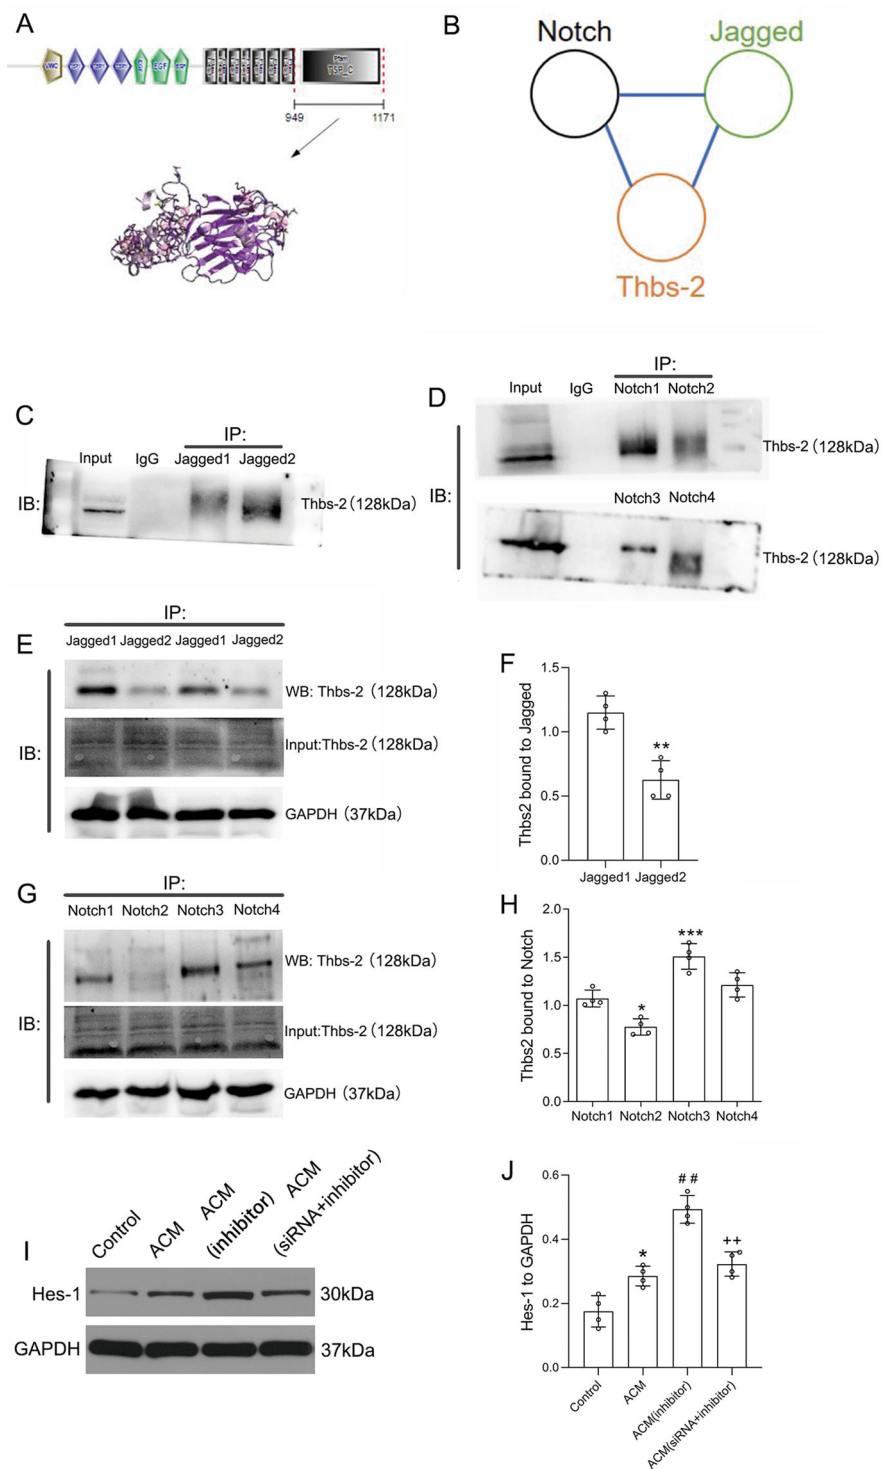 A
VWC
EGF
Pfam
TSP_C
949
1171
B
Notch
Jagged
Thbs-2
C
IP:
Input
IgG
Jagged1
Jagged2
IB:
Thbs-2(128kDa)
D
IP:
Input
IgG
Notch1
Notch2
Thbs-2(128kDa)
IB:
Notch3
Notch4
Thbs-2(128kDa)
E
IP:
Jagged1 Jagged2 Jagged1 Jagged2
WB: Thbs-2 (128kDa)
IB:
Input:Thbs-2 (128kDa)
GAPDH (37kDa)
F
Thbs2 bound to Jagged
1.5
1.0
0.5
0.0
**
Jagged1 Jagged2
G
IP:
Notch1 Notch2 Notch3 Notch4
WB: Thbs-2 (128kDa)
IB:
Input:Thbs-2 (128kDa)
GAPDH (37kDa)
H
Thbs2 bound to Notch
2.0
1.5
1.0
0.5
0.0
*
***
Notch1 Notch2 Notch3 Notch4
I
Control
ACM
ACM
(inhibitor)
ACM
(siRNA+inhibitor)
Hes-1
30kDa
GAPDH
37kDa
J
Hes-1 to GAPDH
0.6
0.4
0.2
0.0
*
##
++
Control
ACM
ACM(inhibitor)
ACM(siRNA+inhibitor)